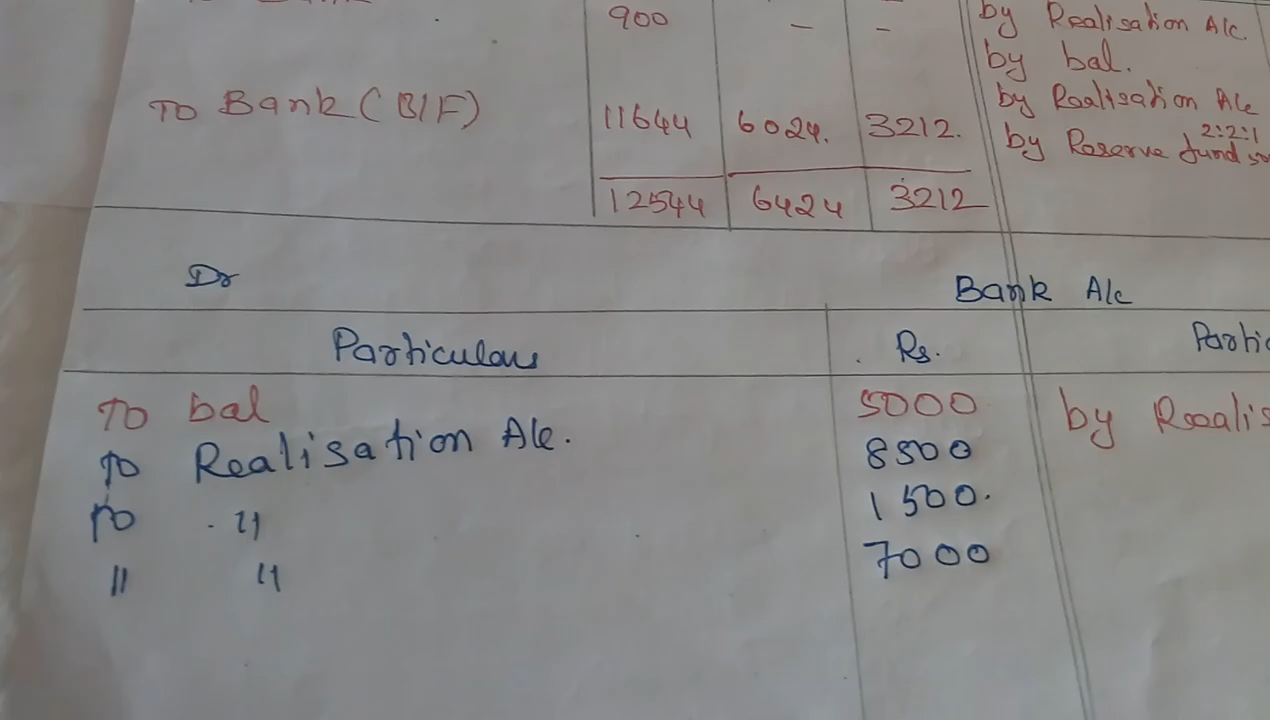 900 - - by Realisation A/c.
by bal.
by Realisation A/c
TO Bank (B/F) 11644 6024. 3212. by Reserve fund 2:2:1
12544 6424 3212
Dr Bank A/c
Particulars Rs.
TO bal 5000 by
To Realisation A/c. 8500
To " 1500.
" " 7000